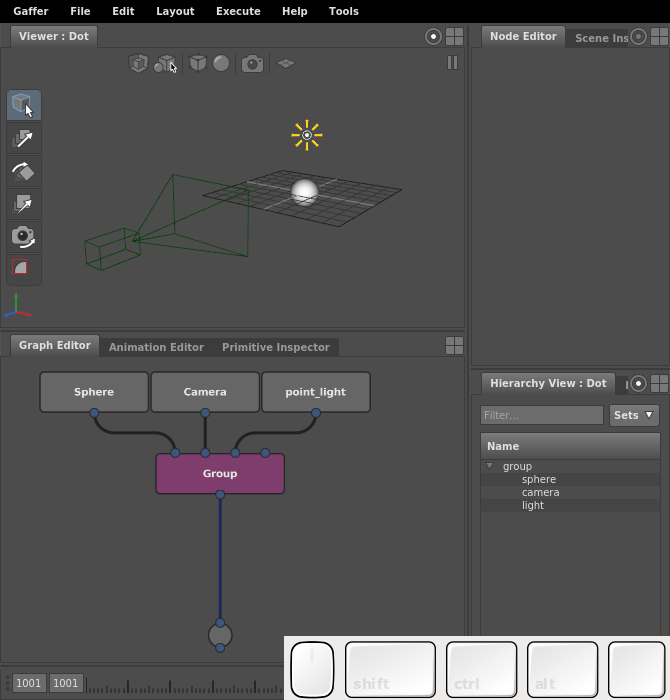 Gaffer File Edit Layout Execute Help Tools
Viewer : Dot
Node Editor Scene Ins
Graph Editor Animation Editor Primitive Inspector
Sphere Camera point_light
Group
Hierarchy View : Dot
Filter... Sets
Name
group
sphere
camera
light
1001 1001
shift ctrl alt